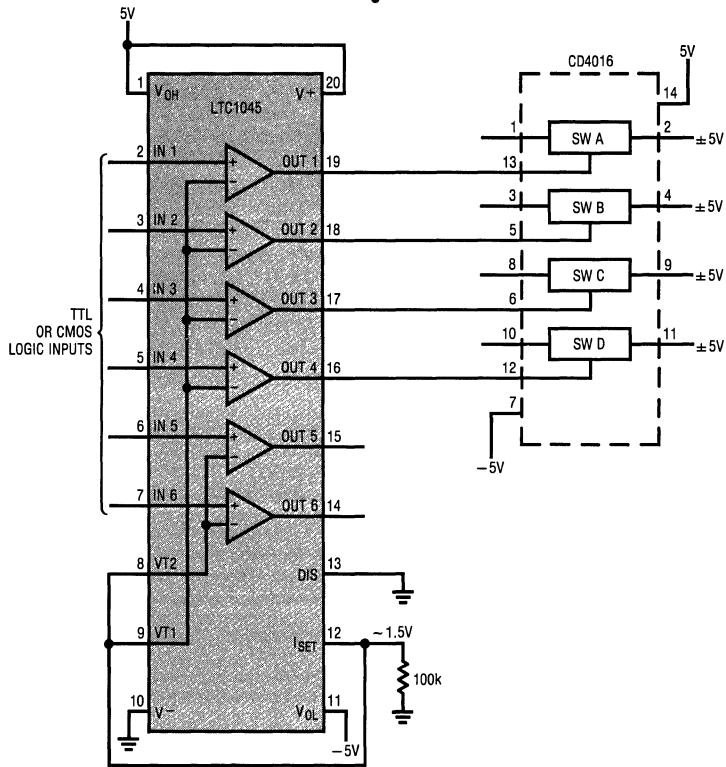 5V
5V
CD4016
1 V_OH V+ 20
14
LTC1045
1 SW A 2 ±5V
2 IN 1 + OUT 1 19 13
−
3 SW B 4 ±5V
3 IN 2 + OUT 2 18 5
−
8 SW C 9 ±5V
4 IN 3 + OUT 3 17 6
−
TTL
OR CMOS
LOGIC INPUTS
10 SW D 11 ±5V
5 IN 4 + OUT 4 16 12
−
7
−5V
6 IN 5 + OUT 5 15
−
7 IN 6 + OUT 6 14
−
8 VT2 DIS 13
9 VT1 I_SET 12 ~1.5V
100k
10 V− V_OL 11
−5V